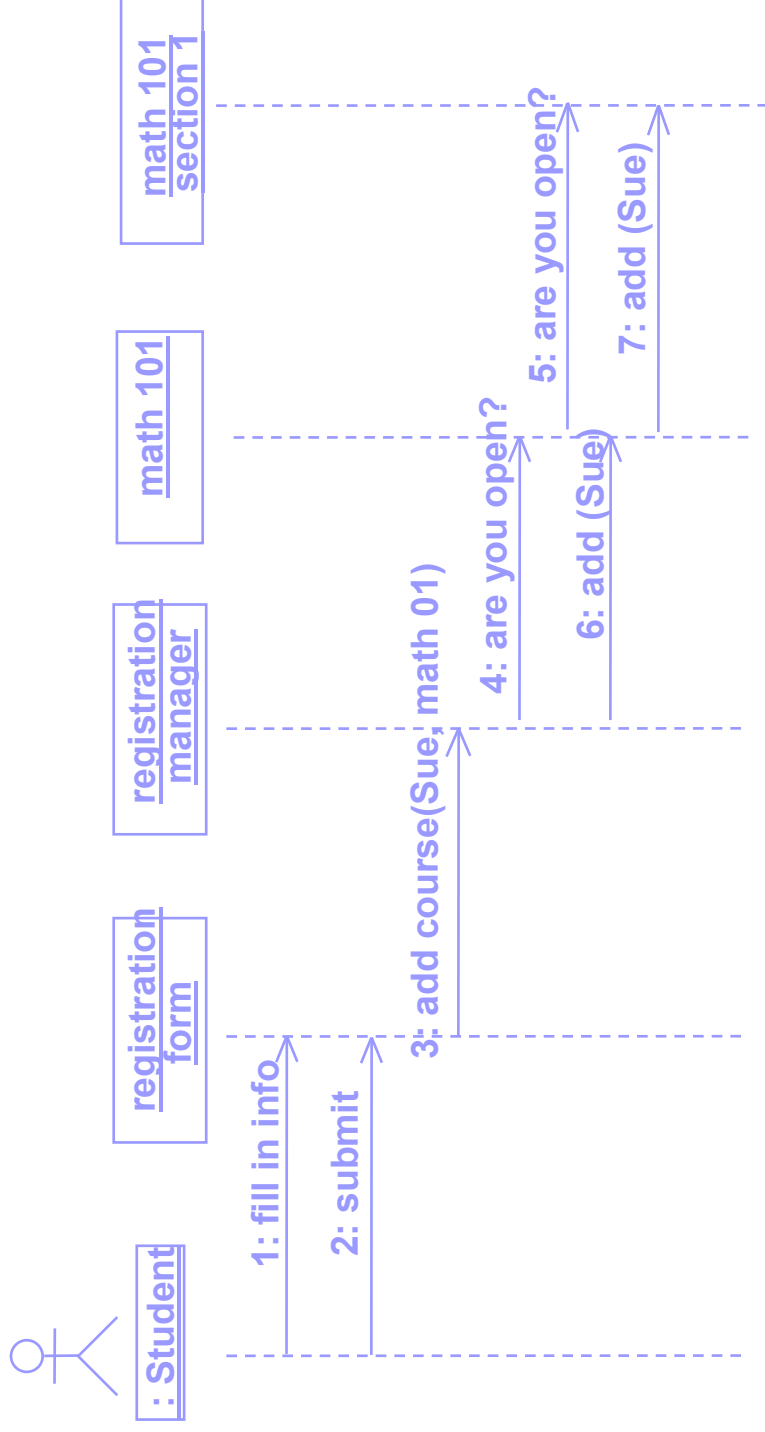 : Student
registration
form
registration
manager
math 101
math 101
section 1
1: fill in info
2: submit
3: add course(Sue, math 01)
4: are you open?
5: are you open?
6: add (Sue)
7: add (Sue)